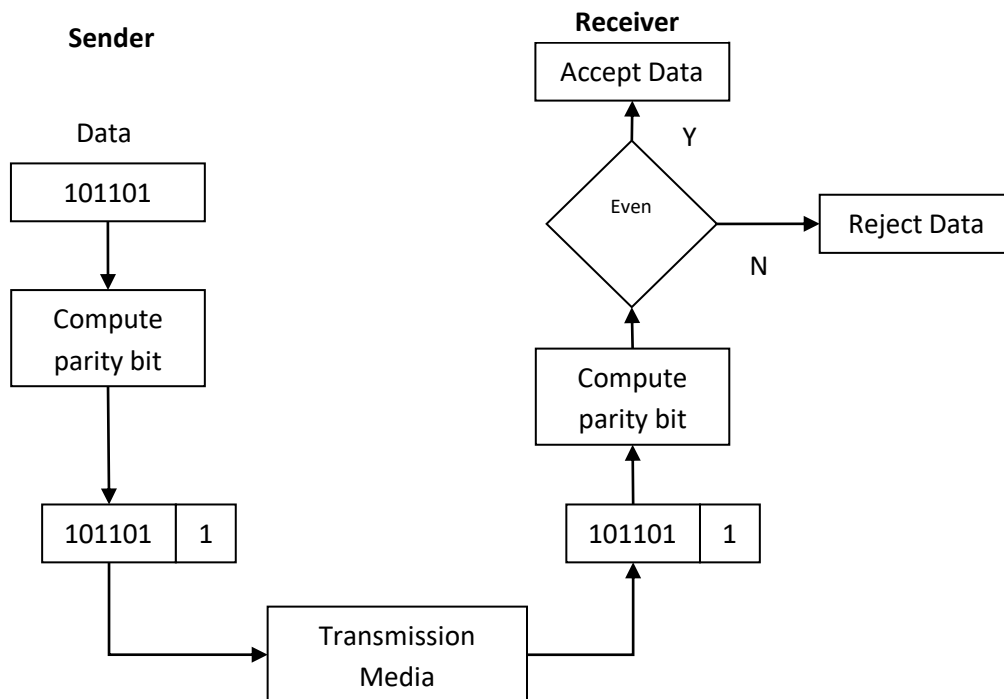 Sender
Data
101101
Compute
parity bit
101101 1
Transmission
Media
Receiver
101101 1
Compute
parity bit
Even
Y
N
Accept Data
Reject Data